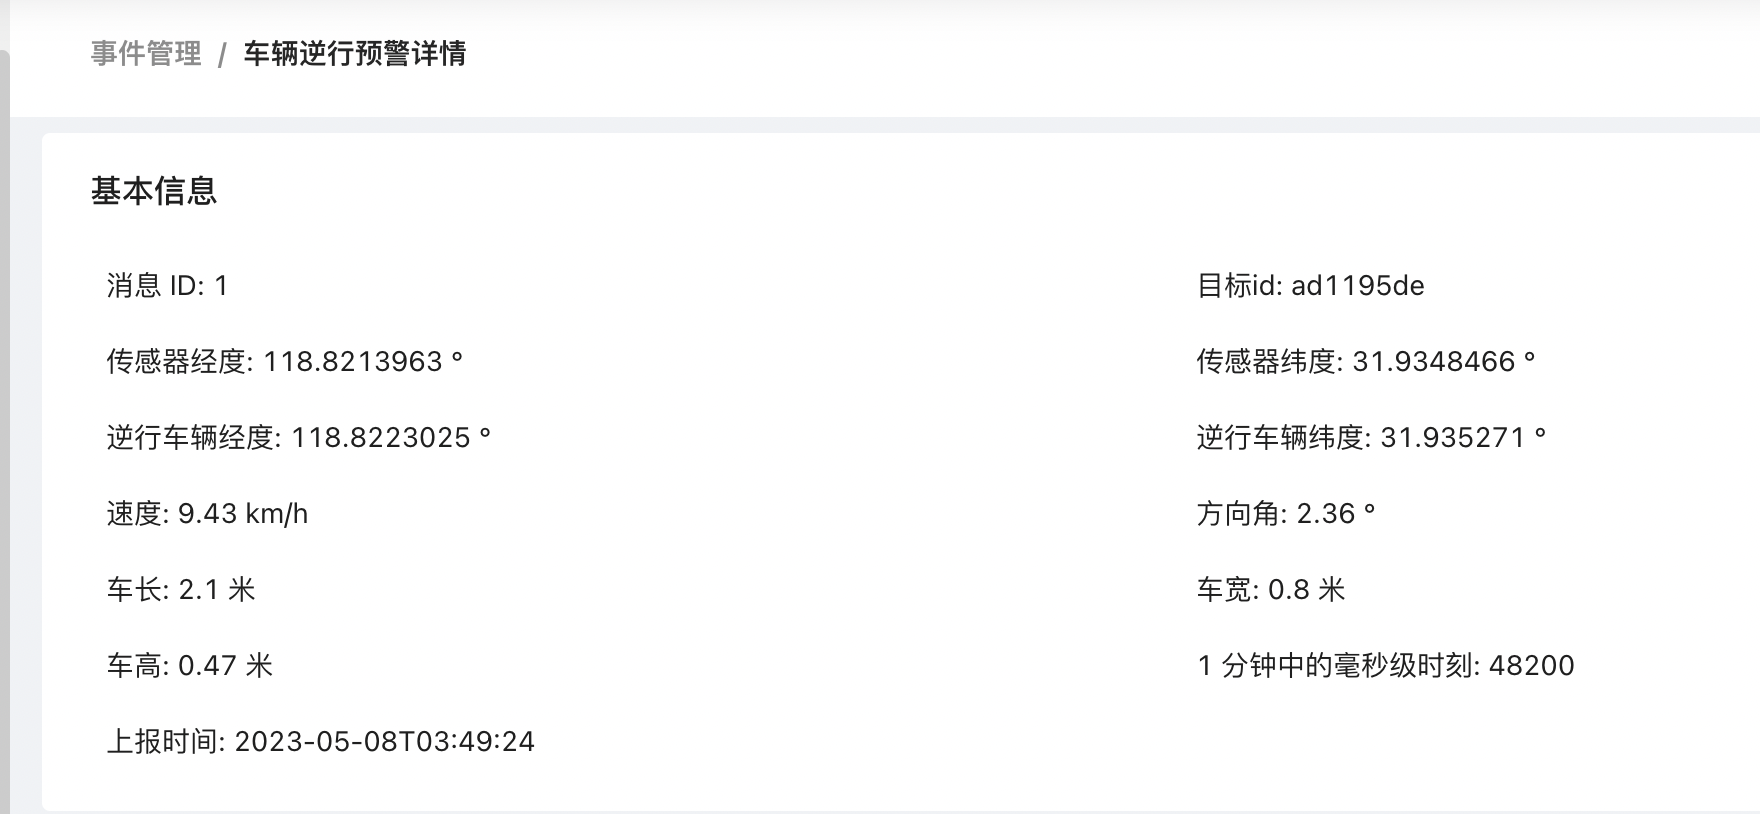 事件管理 / 车辆逆行预警详情
基本信息
消息 ID: 1
目标id: ad1195de
传感器经度: 118.8213963 °
传感器纬度: 31.9348466 °
逆行车辆经度: 118.8223025 °
逆行车辆纬度: 31.935271 °
速度: 9.43 km/h
方向角: 2.36 °
车长: 2.1 米
车宽: 0.8 米
车高: 0.47 米
1 分钟中的毫秒级时刻: 48200
上报时间: 2023-05-08T03:49:24